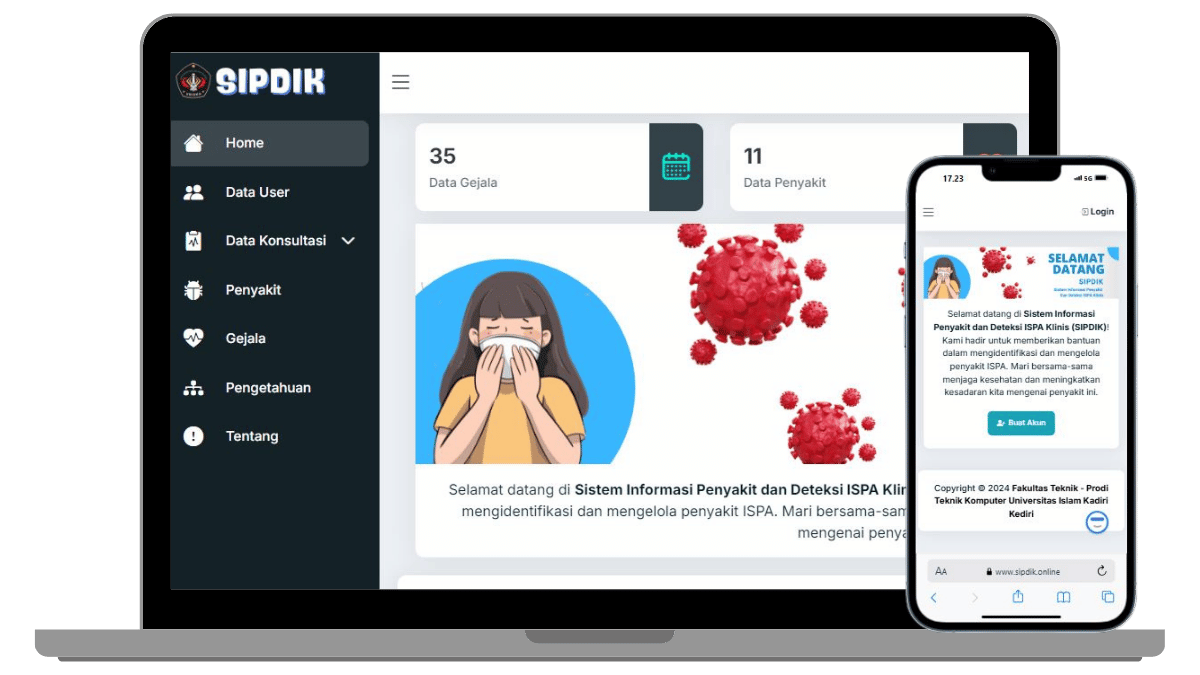 SIPDIK
Home
Data User
Data Konsultasi
Penyakit
Gejala
Pengetahuan
Tentang
35
Data Gejala
11
Data Penyakit
Selamat datang di Sistem Informasi Penyakit dan Deteksi ISPA Klin
mengidentifikasi dan mengelola penyakit ISPA. Mari bersama-sam
mengenai penya
17.23
5G
Login
SELAMAT
DATANG
SIPDIK
Sistem Informasi Penyakit
Dan Deteksi ISPA Klinis
Selamat datang di Sistem Informasi
Penyakit dan Deteksi ISPA Klinis (SIPDIK)!
Kami hadir untuk memberikan bantuan
dalam mengidentifikasi dan mengelola
penyakit ISPA. Mari bersama-sama
menjaga kesehatan dan meningkatkan
kesadaran kita mengenai penyakit ini.
Buat Akun
Copyright © 2024 Fakultas Teknik - Prodi
Teknik Komputer Universitas Islam Kadiri
Kediri
AA
www.sipdik.online